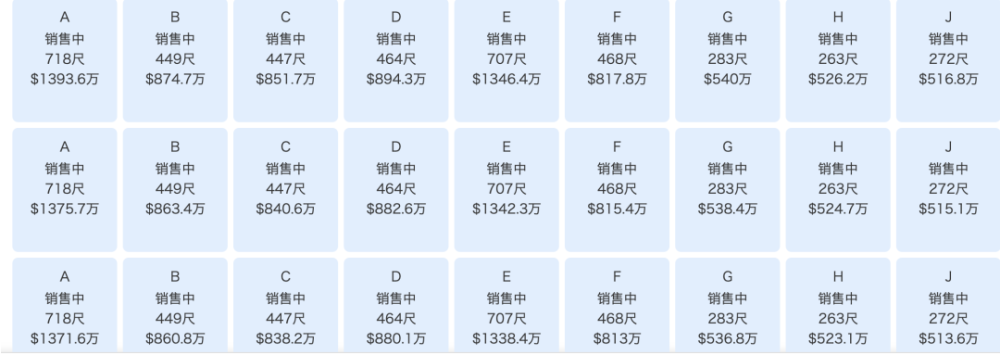 A B C D E F G H J
销售中 销售中 销售中 销售中 销售中 销售中 销售中 销售中 销售中
718尺 449尺 447尺 464尺 707尺 468尺 283尺 263尺 272尺
$1393.6万 $874.7万 $851.7万 $894.3万 $1346.4万 $817.8万 $540万 $526.2万 $516.8万
A B C D E F G H J
销售中 销售中 销售中 销售中 销售中 销售中 销售中 销售中 销售中
718尺 449尺 447尺 464尺 707尺 468尺 283尺 263尺 272尺
$1375.7万 $863.4万 $840.6万 $882.6万 $1342.3万 $815.4万 $538.4万 $524.7万 $515.1万
A B C D E F G H J
销售中 销售中 销售中 销售中 销售中 销售中 销售中 销售中 销售中
718尺 449尺 447尺 464尺 707尺 468尺 283尺 263尺 272尺
$1371.6万 $860.8万 $838.2万 $880.1万 $1338.4万 $813万 $536.8万 $523.1万 $513.6万